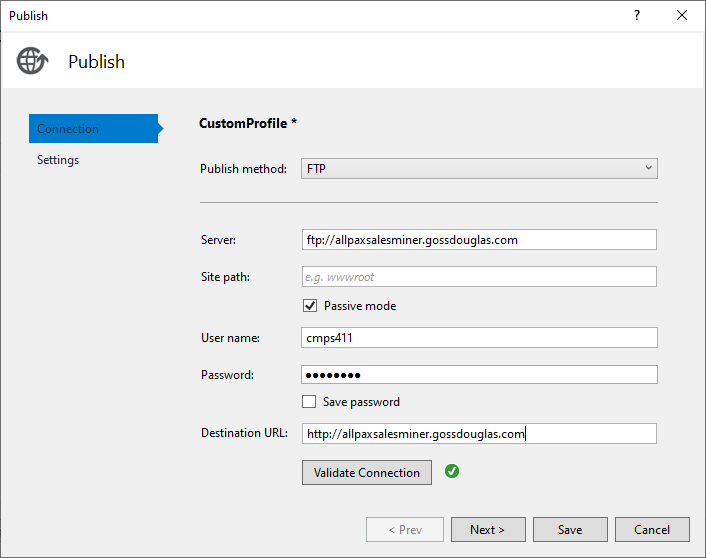 Publish
?
Publish
Connection
Settings
CustomProfile *
Publish method: FTP
Server: ftp://allpaxsalesminer.gossdouglas.com
Site path: e.g. wwwroot
Passive mode
User name: cmps411
Password: ●●●●●●●●
Save password
Destination URL: http://allpaxsalesminer.gossdouglas.com
Validate Connection
< Prev Next > Save Cancel